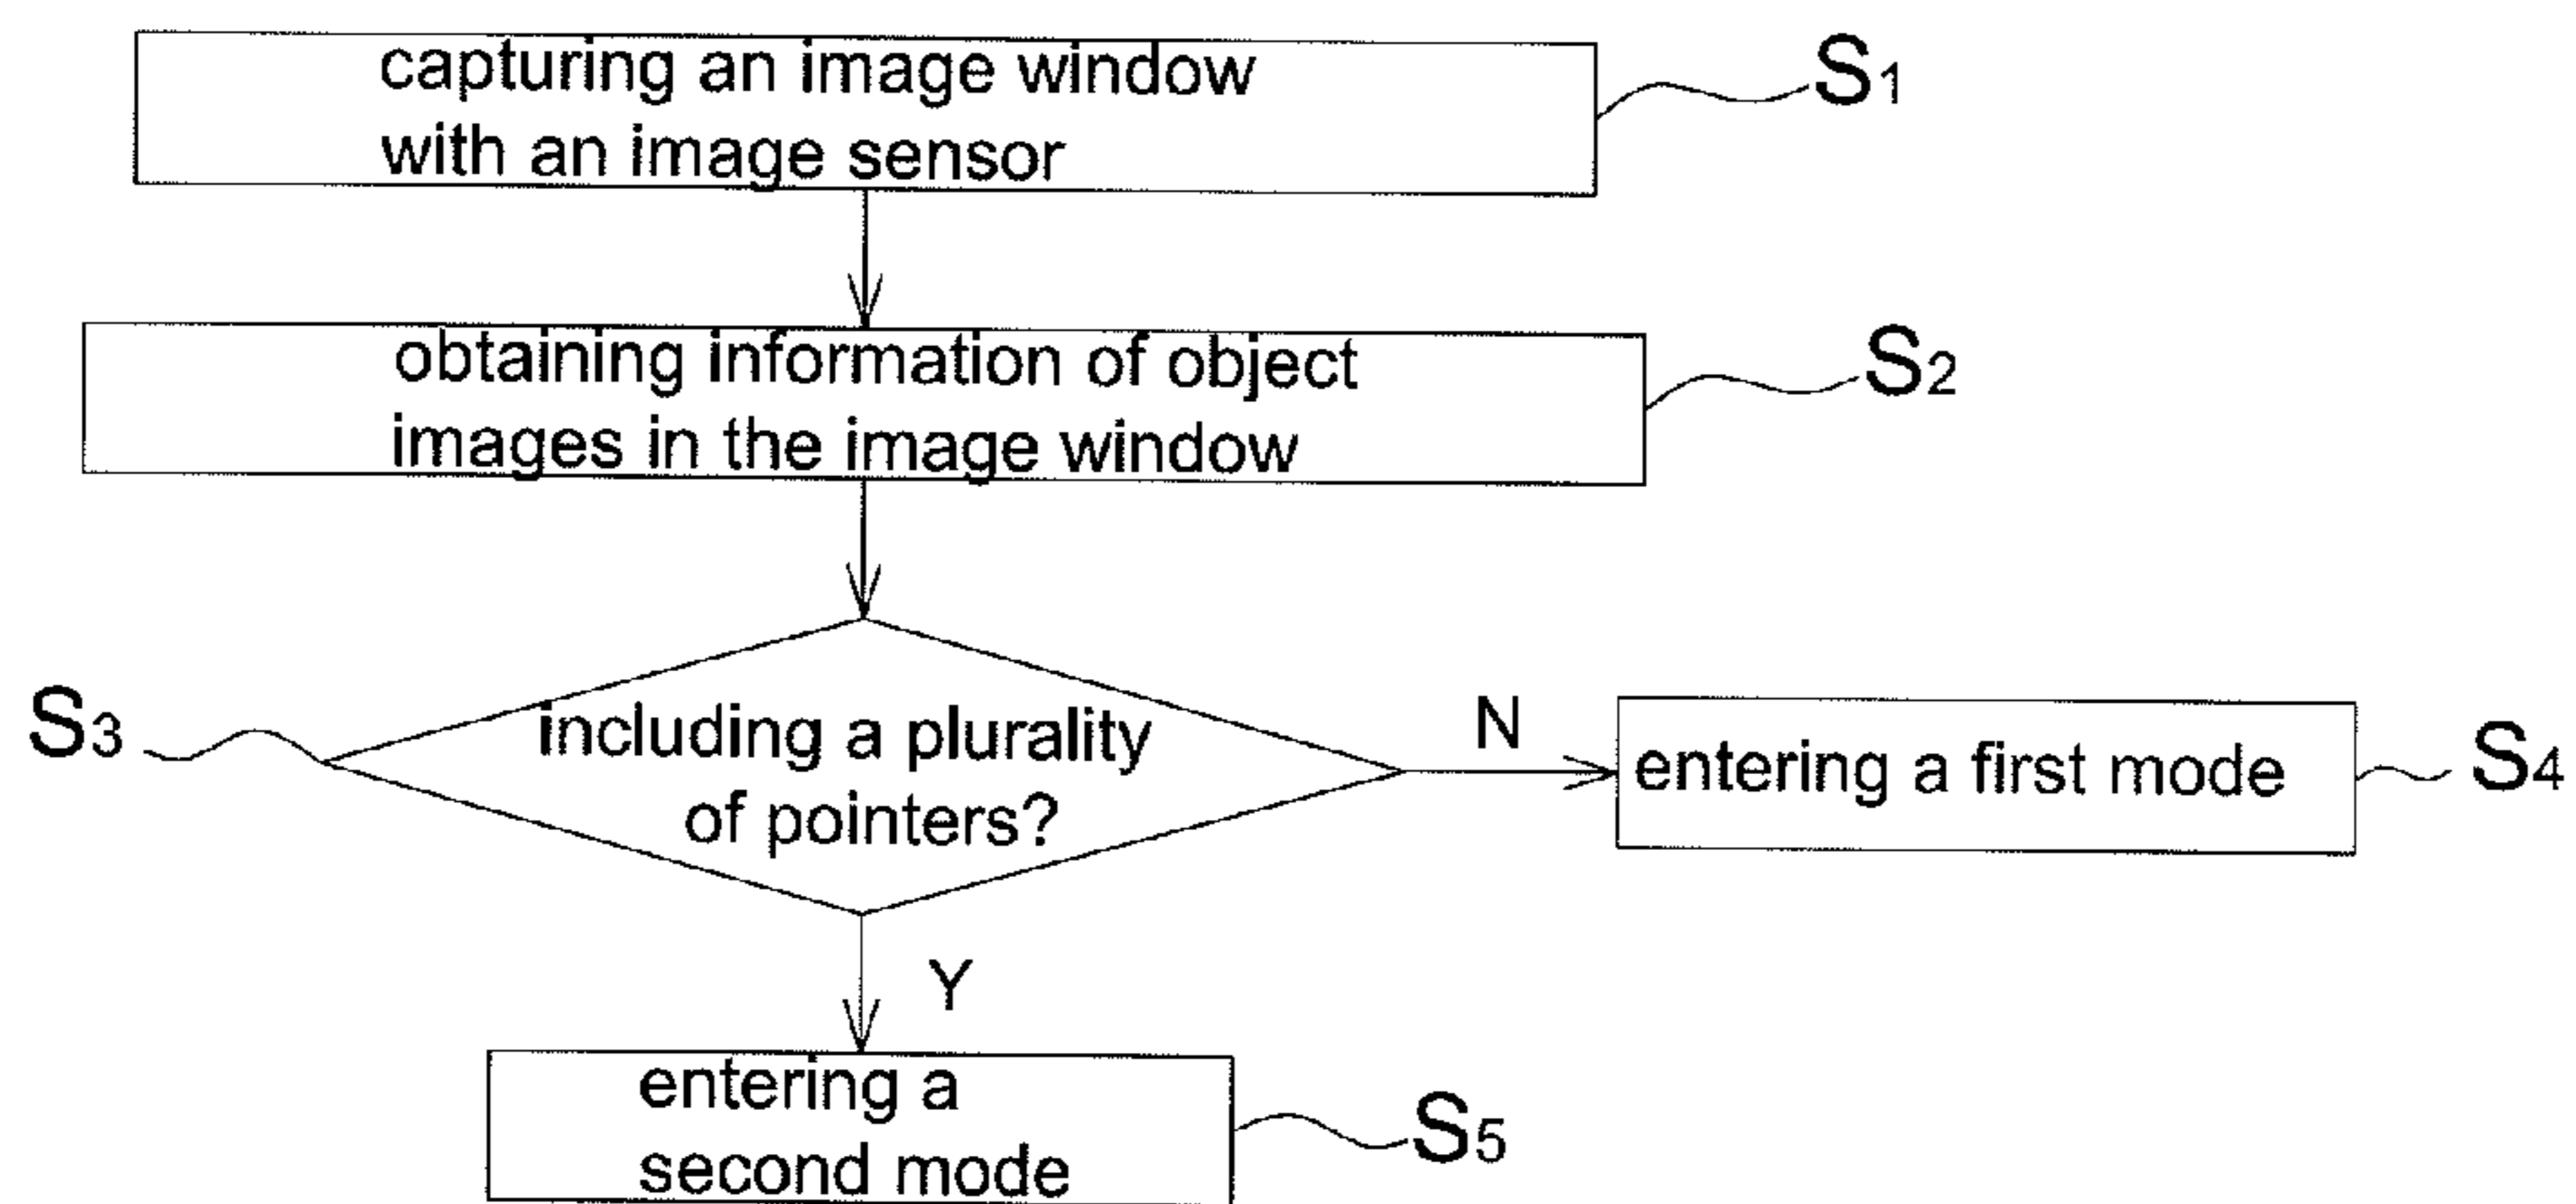 capturing an image window
with an image sensor
S1
obtaining information of object
images in the image window
S2
S3
including a plurality
of pointers?
N
entering a first mode
S4
Y
entering a
second mode
S5